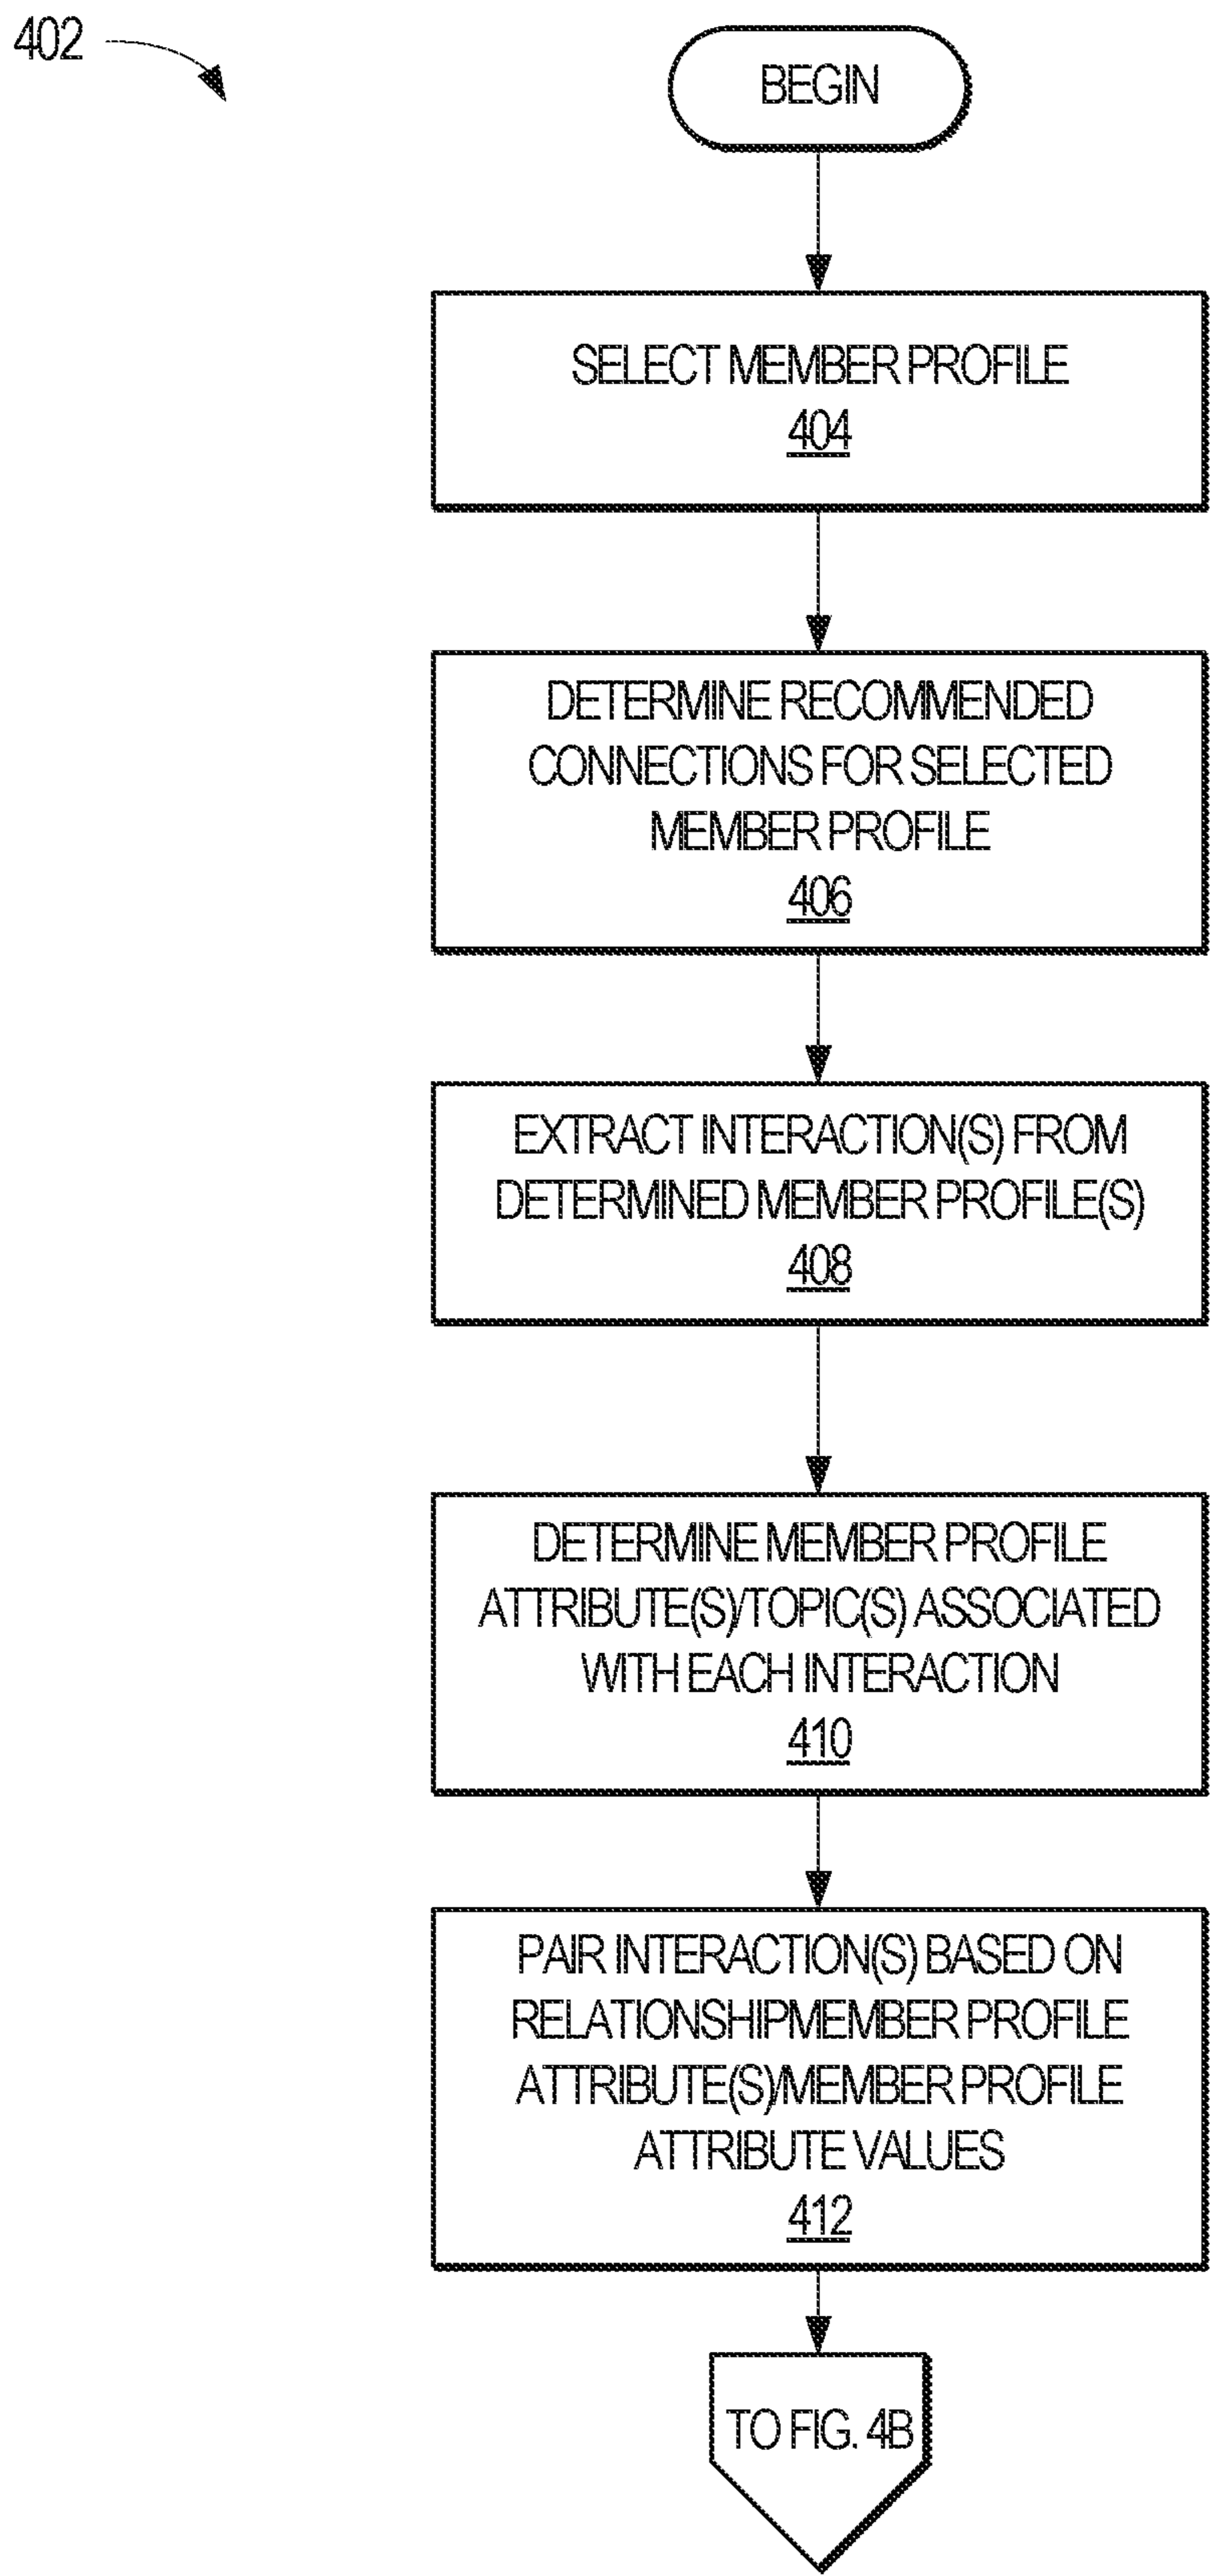 402
BEGIN
SELECT MEMBER PROFILE
404
DETERMINE RECOMMENDED
CONNECTIONS FOR SELECTED
MEMBER PROFILE
406
EXTRACT INTERACTION(S) FROM
DETERMINED MEMBER PROFILE(S)
408
DETERMINE MEMBER PROFILE
ATTRIBUTE(S)/TOPIC(S) ASSOCIATED
WITH EACH INTERACTION
410
PAIR INTERACTION(S) BASED ON
RELATIONSHIPMEMBER PROFILE
ATTRIBUTE(S)/MEMBER PROFILE
ATTRIBUTE VALUES
412
TO FIG. 4B